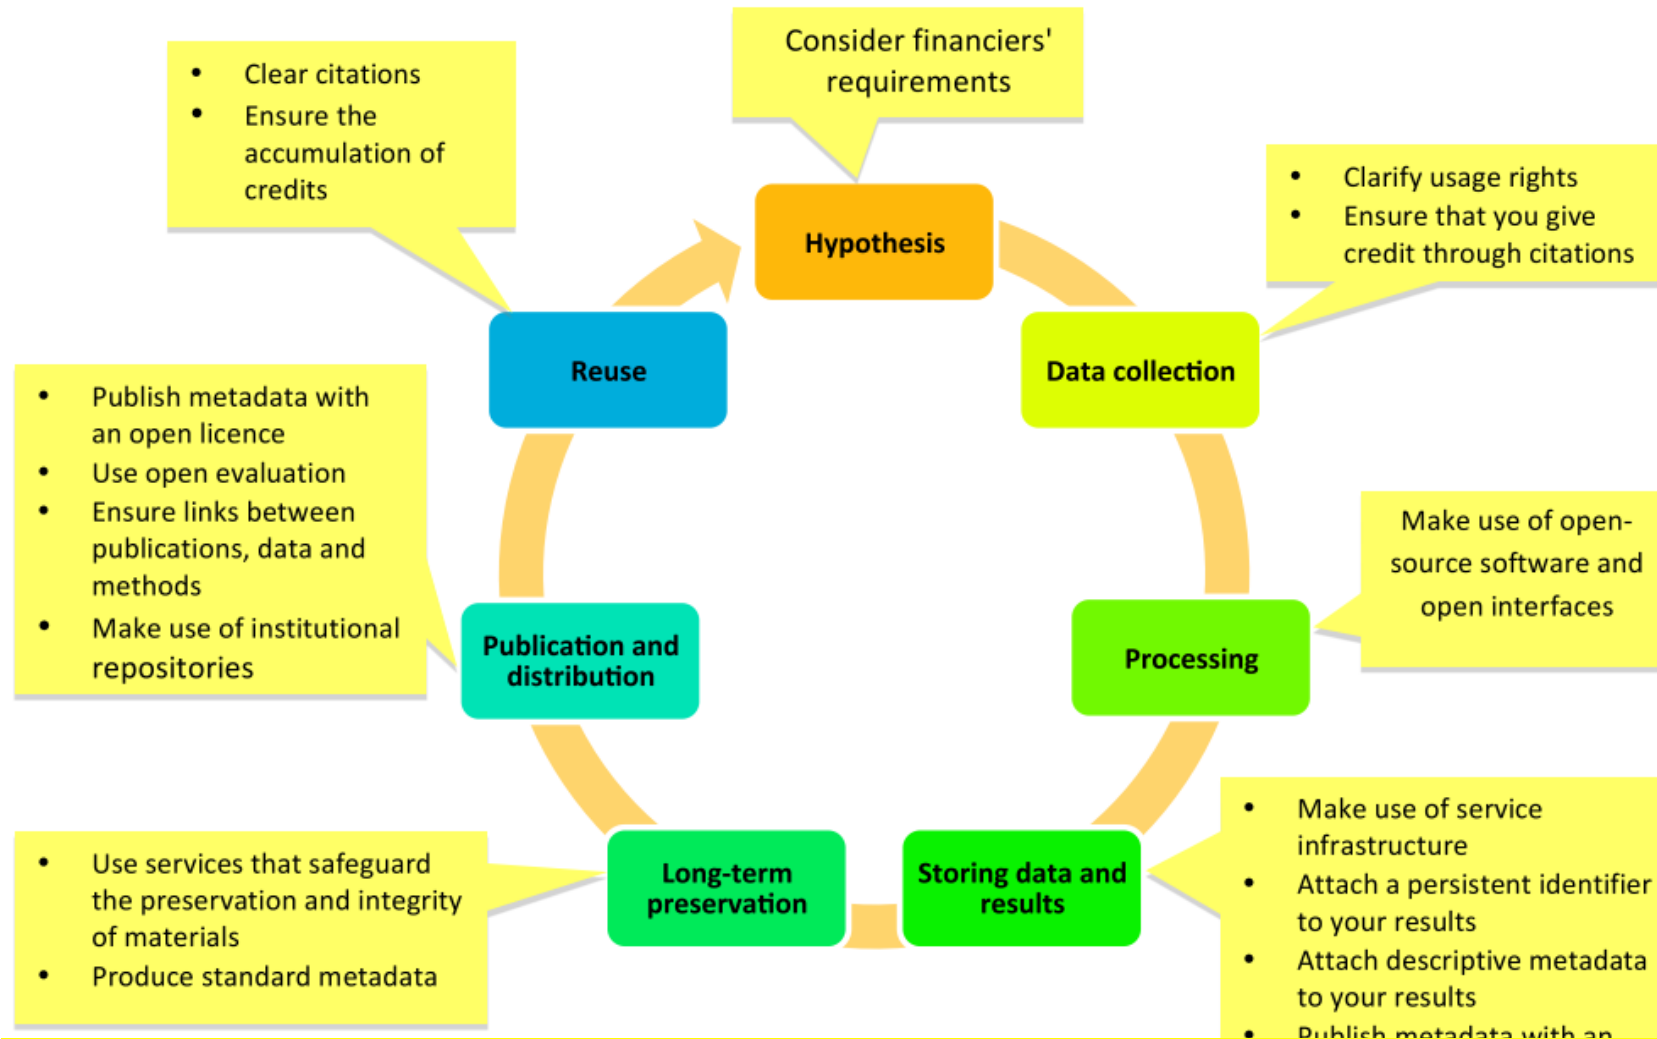 Consider financiers'
requirements
• Clear citations
• Ensure the
accumulation of
credits
• Clarify usage rights
• Ensure that you give
credit through citations
Hypothesis
Reuse
Data collection
• Publish metadata with
an open licence
• Use open evaluation
• Ensure links between
publications, data and
methods
• Make use of institutional
repositories
Make use of open-
source software and
open interfaces
Publication and
distribution
Processing
• Use services that safeguard
the preservation and integrity
of materials
• Produce standard metadata
Long-term
preservation
Storing data and
results
• Make use of service
infrastructure
• Attach a persistent identifier
to your results
• Attach descriptive metadata
to your results
• Publish metadata with an